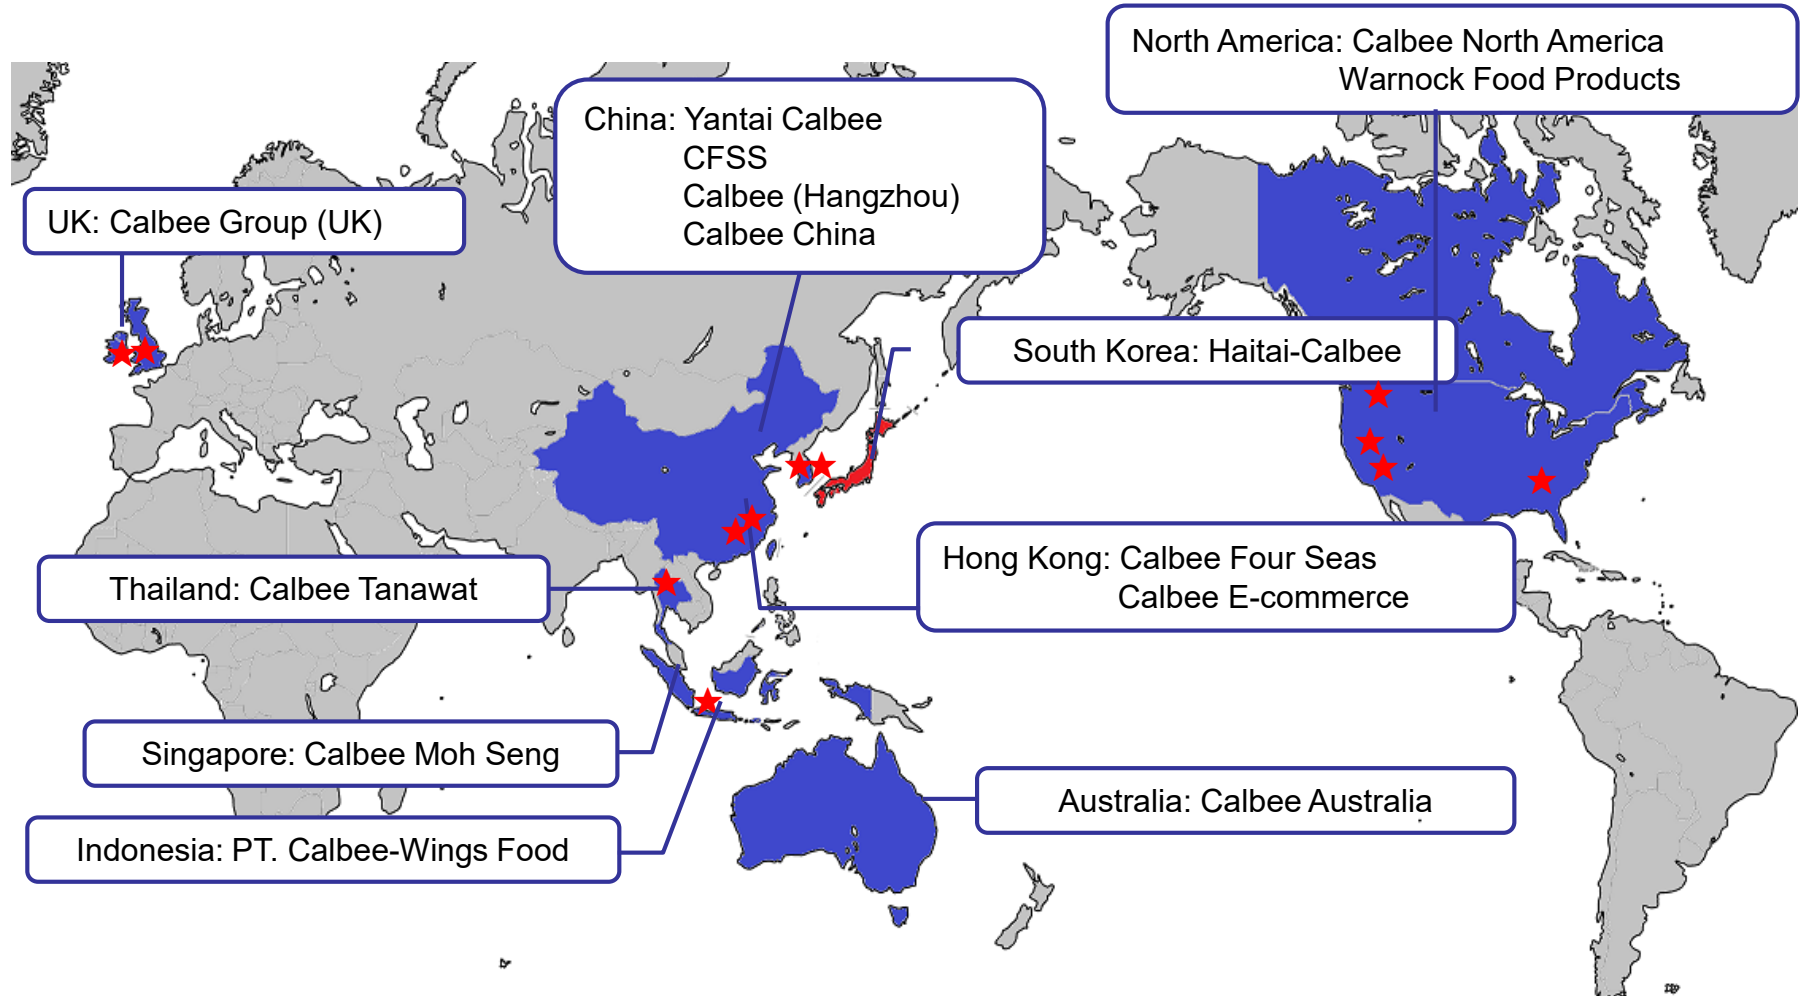 North America: Calbee North America
Warnock Food Products
China: Yantai Calbee
CFSS
Calbee (Hangzhou)
Calbee China
UK: Calbee Group (UK)
South Korea: Haitai-Calbee
Hong Kong: Calbee Four Seas
Calbee E-commerce
Thailand: Calbee Tanawat
Singapore: Calbee Moh Seng
Australia: Calbee Australia
Indonesia: PT. Calbee-Wings Food